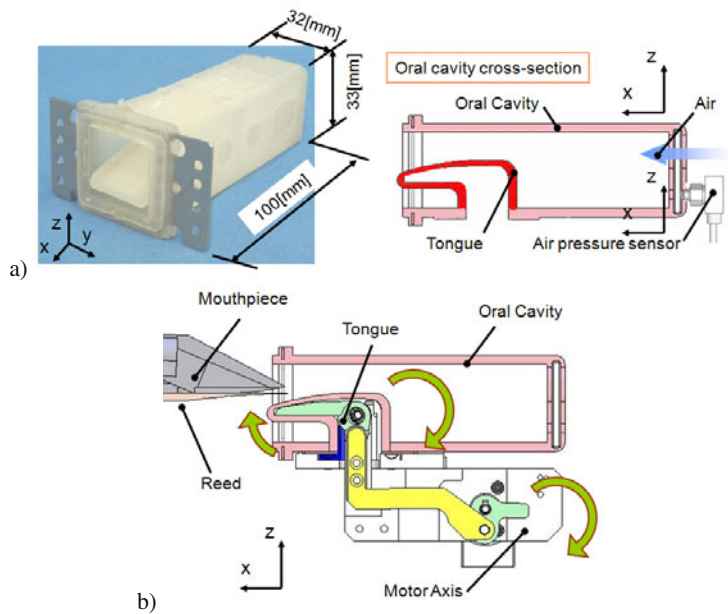 32[mm]
33[mm]
100[mm]
z
y
x
a)
Oral cavity cross-section
Oral Cavity
z
x
Air
z
x
Tongue
Air pressure sensor
Mouthpiece
Tongue
Oral Cavity
Reed
z
x
Motor Axis
b)